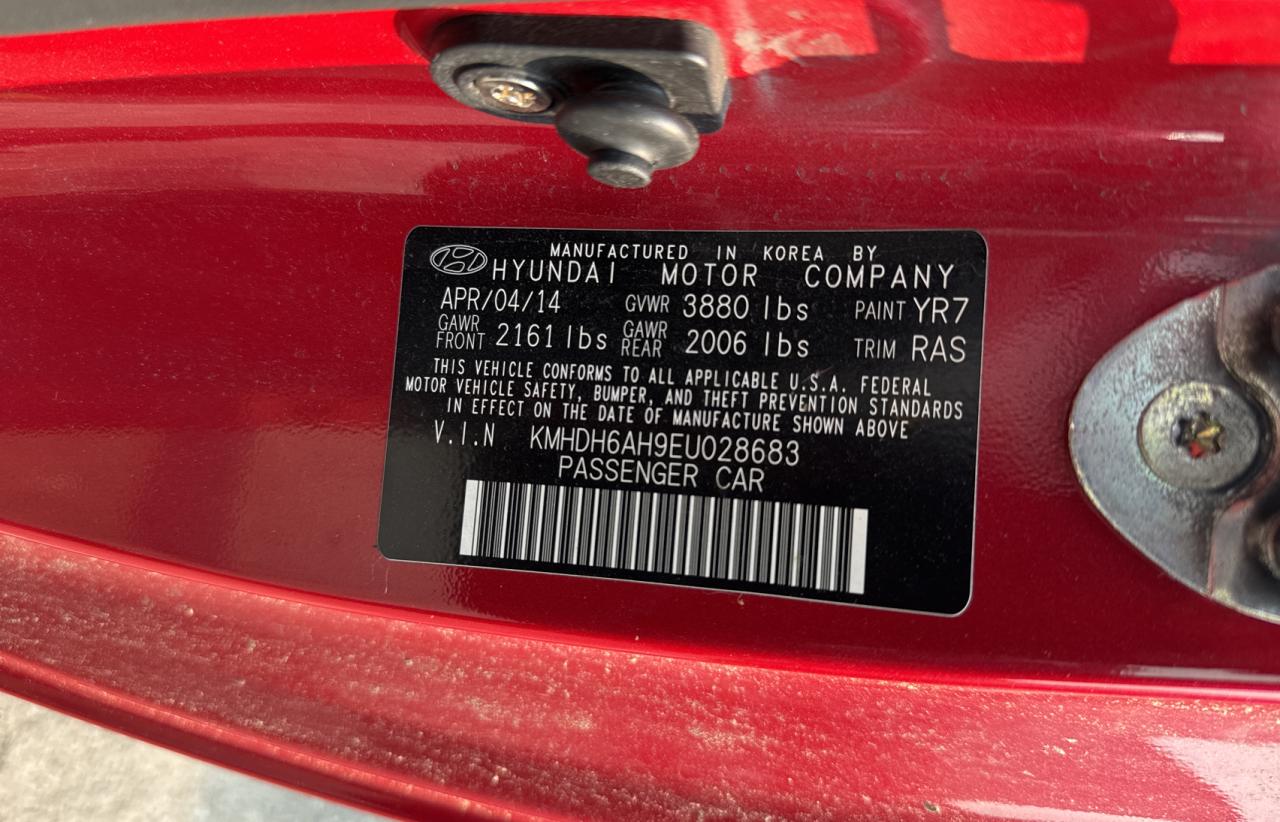 MANUFACTURED IN KOREA BY
HYUNDAI MOTOR COMPANY
APR/04/14 GVWR 3880 lbs PAINT YR7
GAWR FRONT 2161 lbs GAWR REAR 2006 lbs TRIM RAS
THIS VEHICLE CONFORMS TO ALL APPLICABLE U.S.A. FEDERAL
MOTOR VEHICLE SAFETY, BUMPER, AND THEFT PREVENTION STANDARDS
IN EFFECT ON THE DATE OF MANUFACTURE SHOWN ABOVE
V.I.N KMHDH6AH9EU028683
PASSENGER CAR